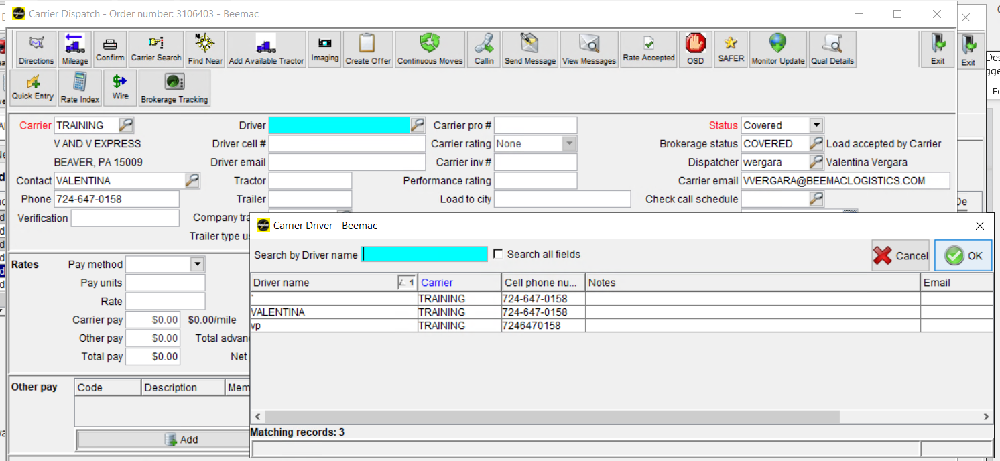 Carrier Dispatch - Order number: 3106403 - Beemac
Directions Mileage Confirm Carrier Search Find Near Add Available Tractor Imaging Create Offer Continuous Moves Callin Send Message View Messages Rate Accepted OSD SAFER Monitor Update Qual Details Exit Exit
Quick Entry Rate Index Wire Brokerage Tracking
Carrier TRAINING Driver Carrier pro # Status Covered
V AND V EXPRESS Driver cell # Carrier rating None Brokerage status COVERED Load accepted by Carrier
BEAVER, PA 15009 Driver email Carrier inv # Dispatcher vvergara Valentina Vergara
Contact VALENTINA Tractor Performance rating Carrier email VVERGARA@BEEMACLOGISTICS.COM
Phone 724-647-0158 Trailer Load to city Check call schedule
Verification Company tra
Trailer type us
Carrier Driver - Beemac
Search by Driver name Search all fields Cancel OK
Driver name 1 Carrier Cell phone nu... Notes Email
` TRAINING 724-647-0158
VALENTINA TRAINING 724-647-0158
vp TRAINING 7246470158
Matching records: 3
Rates Pay method
Pay units
Rate
Carrier pay $0.00 $0.00/mile
Other pay $0.00 Total advan
Total pay $0.00 Net
Other pay Code Description Mem
Add